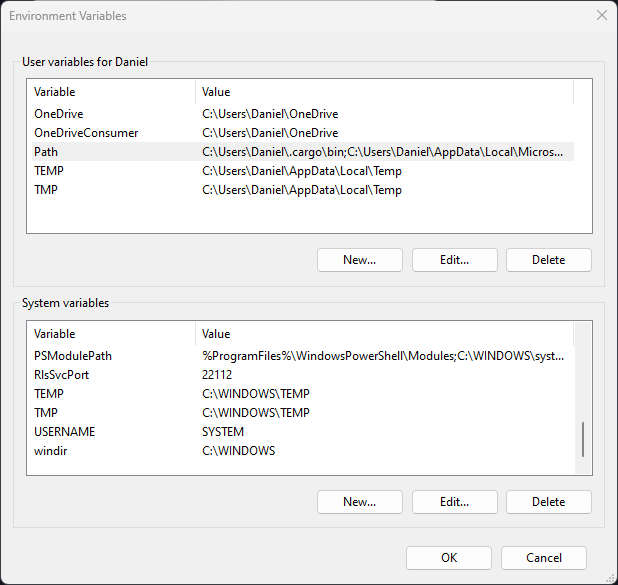 Environment Variables
User variables for Daniel
Variable Value
OneDrive C:\Users\Daniel\OneDrive
OneDriveConsumer C:\Users\Daniel\OneDrive
Path C:\Users\Daniel\.cargo\bin;C:\Users\Daniel\AppData\Local\Micros...
TEMP C:\Users\Daniel\AppData\Local\Temp
TMP C:\Users\Daniel\AppData\Local\Temp
New... Edit... Delete
System variables
Variable Value
PSModulePath %ProgramFiles%\WindowsPowerShell\Modules;C:\WINDOWS\syst...
RlsSvcPort 22112
TEMP C:\WINDOWS\TEMP
TMP C:\WINDOWS\TEMP
USERNAME SYSTEM
windir C:\WINDOWS
New... Edit... Delete
OK Cancel